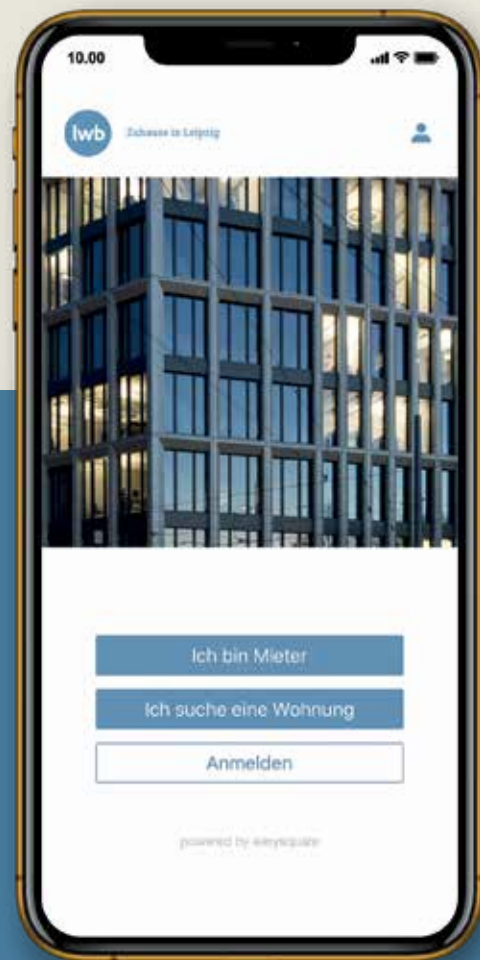 10.00
lwb
Zuhause in Leipzig
Ich bin Mieter
Ich suche eine Wohnung
Anmelden
powered by easysquare